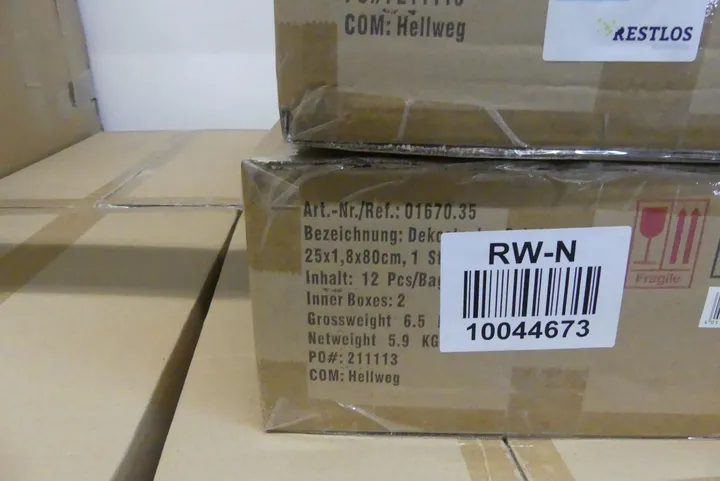 COM: Hellweg
RESTLOS
Art.-Nr./Ref.: 01670.35
Bezeichnung:
25x1,8x80cm, 1
Inhalt: 12 Pcs/Bag
Inner Boxes: 2
Grossweight 6.5
Netweight 5.9 KG
PO#: 211113
COM: Hellweg
RW-N
10044673
Fragile